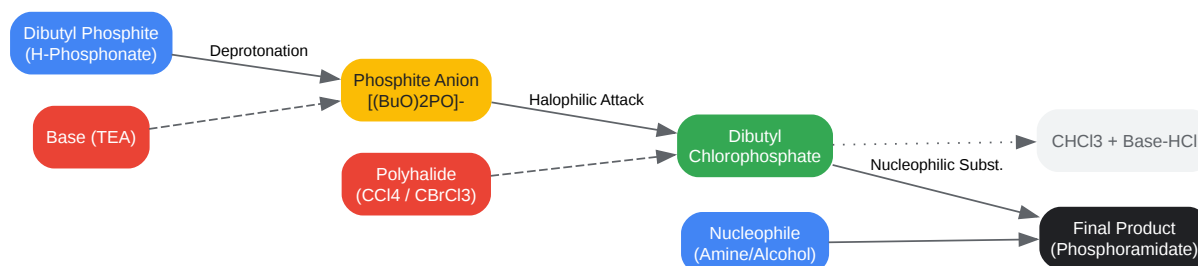 Dibutyl Phosphite
(H-Phosphonate)
Deprotonation
Base (TEA)
Phosphite Anion
[(BuO)2PO]-
Halophilic Attack
Polyhalide
(CCl4 / CBrCl3)
Dibutyl
Chlorophosphate
CHCl3 + Base-HCl
Nucleophilic Subst.
Nucleophile
(Amine/Alcohol)
Final Product
(Phosphoramidate)